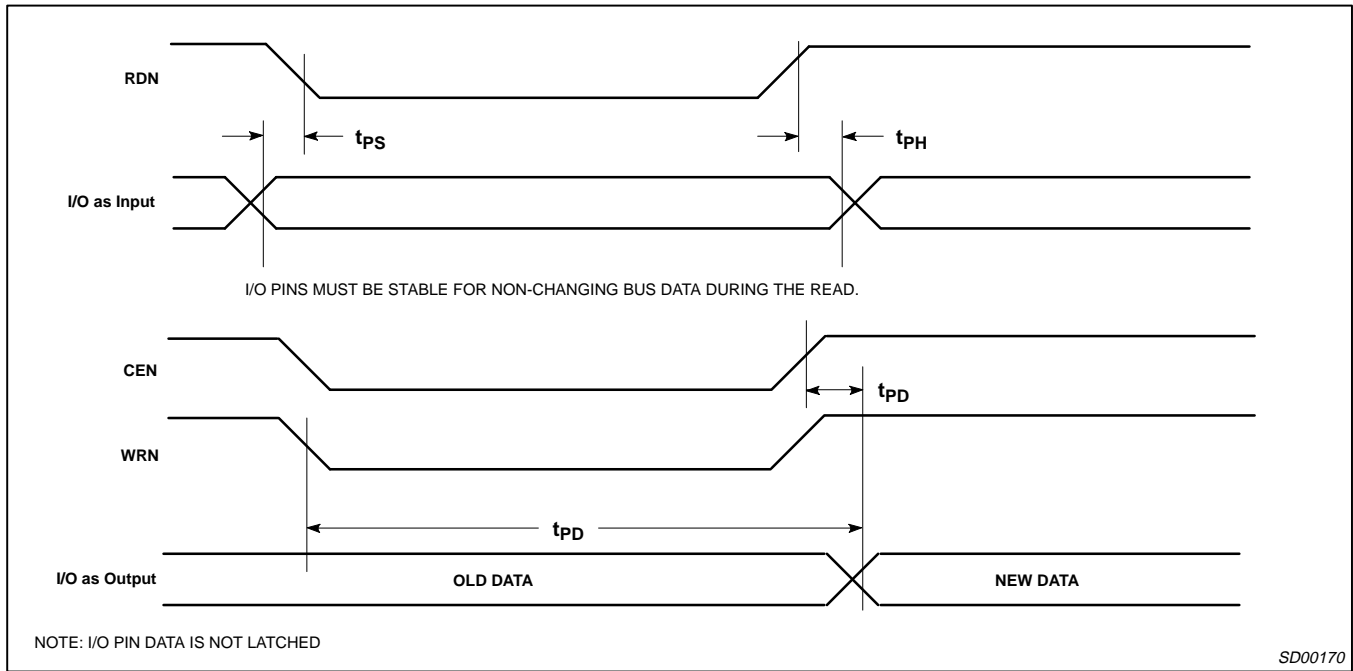 RDN
tPS
tPH
I/O as Input
I/O PINS MUST BE STABLE FOR NON-CHANGING BUS DATA DURING THE READ.
CEN
tPD
WRN
tPD
I/O as Output
OLD DATA
NEW DATA
NOTE: I/O PIN DATA IS NOT LATCHED
SD00170